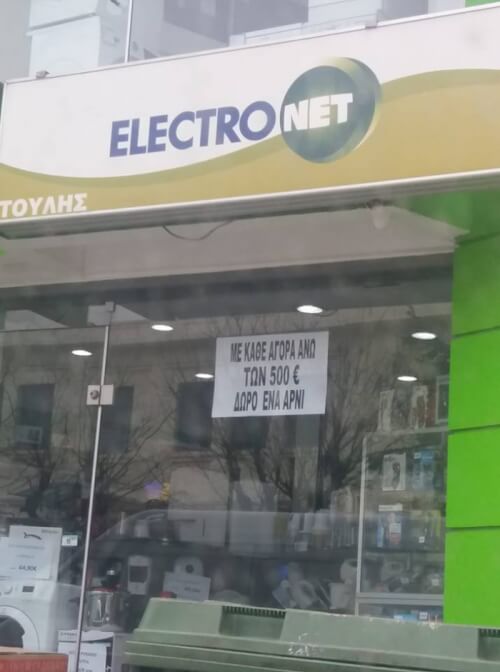 ELECTRONET
ΤΟΥΛΗΣ
ΜΕ ΚΑΘΕ ΑΓΟΡΑ ΑΝΩ
ΤΩΝ 500 €
ΔΩΡΟ ΕΝΑ ΑΡΝΙ